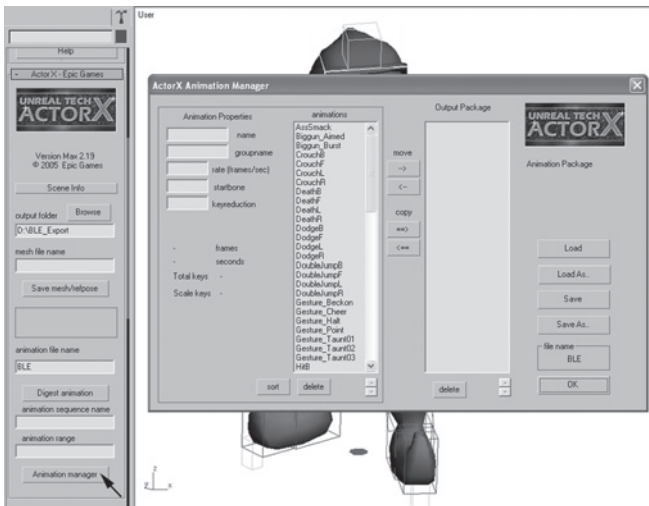 User
Help
- ActorX - Epic Games
UNREAL TECH
ACTORX
Version Max 2.19
© 2005 Epic Games
Scene Info
output folder Browse
D:\BLE_Export
mesh file name
Save mesh/refpose
animation file name
BLE
Digest animation
animation sequence name
animation range
Animation manager
ActorX Animation Manager
Animation Properties
name
groupname
rate (frames/sec)
startbone
keyreduction
- frames
- seconds
Total keys -
Scale keys -
animations
AssSmack
Biggun_Aimed
Biggun_Burst
CrouchB
CrouchF
CrouchL
CrouchR
DeathB
DeathF
DeathL
DeathR
DodgeB
DodgeF
DodgeL
DodgeR
DoubleJumpB
DoubleJumpF
DoubleJumpL
DoubleJumpR
Gesture_Beckon
Gesture_Cheer
Gesture_Halt
Gesture_Point
Gesture_Taunt01
Gesture_Taunt02
Gesture_Taunt03
HitB
sort delete
move
-->
<--
copy
==>
<==
Output Package
delete
UNREAL TECH
ACTORX
Animation Package
Load
Load As..
Save
Save As..
file name
BLE
OK
z
x